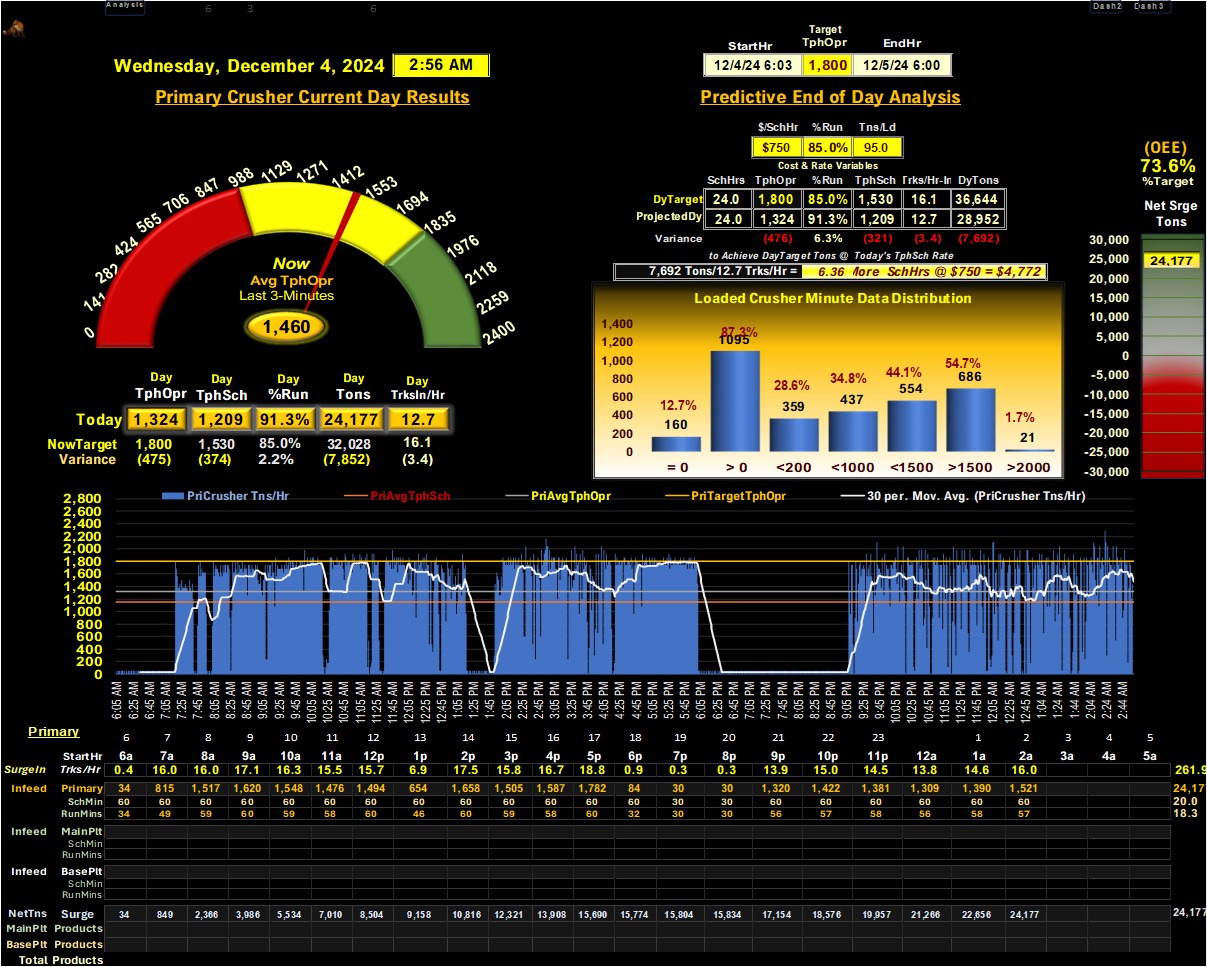 Analysis 6 3 6 Dash2 Dash3
Target
StartHr TphOpr EndHr
Wednesday, December 4, 2024 2:56 AM 12/4/24 6:03 1,800 12/5/24 6:00
Primary Crusher Current Day Results Predictive End of Day Analysis
$/SchHr %Run Tns/Ld
$750 85.0% 95.0
Cost & Rate Variables
SchHrs TphOpr %Run TphSch Trks/Hr-In DyTons
DyTarget 24.0 1,800 85.0% 1,530 16.1 36,644
ProjectedDy 24.0 1,324 91.3% 1,209 12.7 28,952
Variance (476) 6.3% (321) (3.4) (7,692)
to Achieve DayTarget Tons @ Today's TphSch Rate
7,692 Tons/12.7 Trks/Hr = 6.36 More SchHrs @ $750 = $4,772
(OEE)
73.6%
%Target
Net Srge
Tons
30,000
25,000
24,177
20,000
15,000
10,000
5,000
0
-5,000
-10,000
-15,000
-20,000
-25,000
-30,000
0 141 282 424 565 706 847 988 1129 1271 1412 1553 1694 1835 1976 2118 2259 2400
Now
Avg TphOpr
Last 3-Minutes
1,460
Day Day Day Day Day
TphOpr TphSch %Run Tons TrksIn/Hr
Today 1,324 1,209 91.3% 24,177 12.7
NowTarget 1,800 1,530 85.0% 32,028 16.1
Variance (475) (374) 2.2% (7,852) (3.4)
Loaded Crusher Minute Data Distribution
1,400
1,200
1,000
800
600
400
200
0
12.7% 87.3% 28.6% 34.8% 44.1% 54.7% 1.7%
160 1095 359 437 554 686 21
= 0 > 0 <200 <1000 <1500 >1500 >2000
PriCrusher Tns/Hr PriAvgTphSch PriAvgTphOpr PriTargetTphOpr 30 per. Mov. Avg. (PriCrusher Tns/Hr)
2,800
2,600
2,400
2,200
2,000
1,800
1,600
1,400
1,200
1,000
800
600
400
200
0
6:05 AM 6:25 AM 6:45 AM 7:05 AM 7:25 AM 7:45 AM 8:05 AM 8:25 AM 8:45 AM 9:05 AM 9:25 AM 9:45 AM 10:05 AM 10:25 AM 10:45 AM 11:05 AM 11:25 AM 11:45 AM 12:05 PM 12:25 PM 12:45 PM 1:05 PM 1:25 PM 1:45 PM 2:05 PM 2:25 PM 2:45 PM 3:05 PM 3:25 PM 3:45 PM 4:05 PM 4:25 PM 4:45 PM 5:05 PM 5:25 PM 5:45 PM 6:05 PM 6:25 PM 6:45 PM 7:05 PM 7:25 PM 7:45 PM 8:05 PM 8:25 PM 8:45 PM 9:05 PM 9:25 PM 9:45 PM 10:05 PM 10:25 PM 10:45 PM 11:05 PM 11:25 PM 11:45 PM 12:04 AM 12:24 AM 12:44 AM 1:04 AM 1:24 AM 1:44 AM 2:04 AM 2:24 AM 2:44 AM
Primary 6 7 8 9 10 11 12 13 14 15 16 17 18 19 20 21 22 23 1 2 3 4 5
StartHr 6a 7a 8a 9a 10a 11a 12p 1p 2p 3p 4p 5p 6p 7p 8p 9p 10p 11p 12a 1a 2a 3a 4a 5a
SurgeIn Trks/Hr 0.4 16.0 16.0 17.1 16.3 15.5 15.7 6.9 17.5 15.8 16.7 18.8 0.9 0.3 0.3 13.9 15.0 14.5 13.8 14.6 16.0 261.9
Infeed Primary 34 815 1,517 1,620 1,548 1,476 1,494 654 1,658 1,505 1,587 1,782 84 30 30 1,320 1,422 1,381 1,309 1,390 1,521 24,177
SchMin 60 60 60 60 60 60 60 60 60 60 60 60 60 60 60 60 60 60 60 60 60 20.0
RunMins 34 49 59 60 59 58 60 46 60 59 58 60 32 30 30 56 57 58 56 58 57 18.3
Infeed MainPlt
SchMin
RunMins
Infeed BasePlt
SchMin
RunMins
NetTns Surge 34 849 2,366 3,986 5,534 7,010 8,504 9,158 10,816 12,321 13,908 15,690 15,774 15,804 15,834 17,154 18,576 19,957 21,266 22,656 24,177 24,177
MainPlt Products
BasePlt Products
Total Products